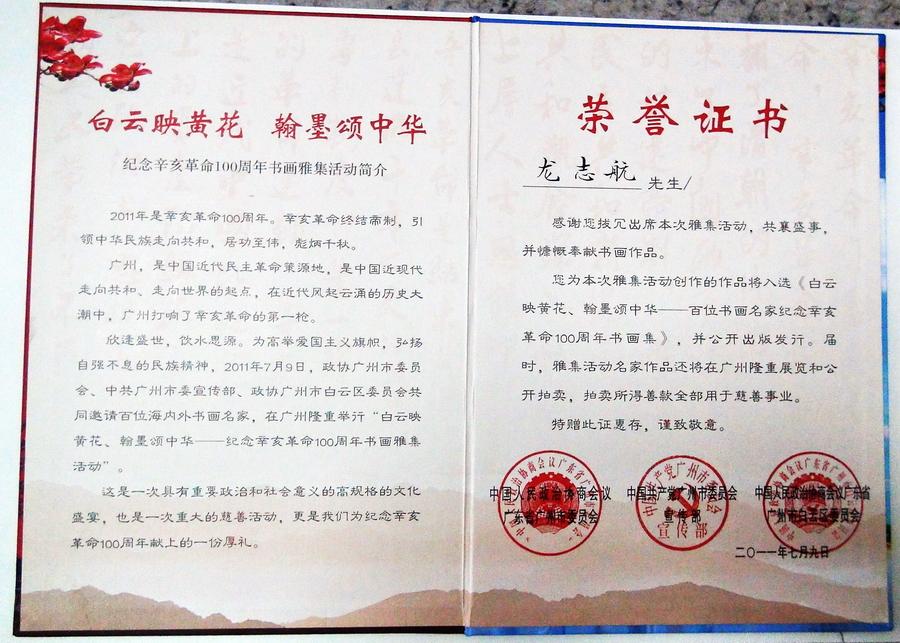 白云映黄花 翰墨颂中华
纪念辛亥革命100周年书画雅集活动简介
2011年是辛亥革命100周年。辛亥革命终结帝制，引
领中华民族走向共和，居功至伟，彪炳千秋。
广州，是中国近代民主革命策源地，是中国近现代
走向共和、走向世界的起点，在近代风起云涌的历史大
潮中，广州打响了辛亥革命的第一枪。
欣逢盛世，饮水思源。为高举爱国主义旗帜，弘扬
自强不息的民族精神，2011年7月9日，政协广州市委员
会、中共广州市委宣传部、政协广州市白云区委员会共
同邀请百位海内外书画名家，在广州隆重举行“白云映
黄花、翰墨颂中华——纪念辛亥革命100周年书画雅集
活动”。
这是一次具有重要政治和社会意义的高规格的文化
盛宴，也是一次重大的慈善活动，更是我们为纪念辛亥
革命100周年献上的一份厚礼。
荣誉证书
龙志航 先生/
感谢您拔冗出席本次雅集活动，共襄盛事，
并慷慨奉献书画作品。
您为本次雅集活动创作的作品将入选《白云
映黄花、翰墨颂中华——百位书画名家纪念辛亥
革命100周年书画集》，并公开出版发行。届
时，雅集活动名家作品还将在广州隆重展览和公
开拍卖，拍卖所得善款全部用于慈善事业。
特赠此证惠存，谨致敬意。
中国人民政治协商会议
广东省广州市委员会
中国共产党广州市委员会
宣传部
中国人民政治协商会议广东省
广州市白云区委员会
宣传部
二〇一一年七月九日